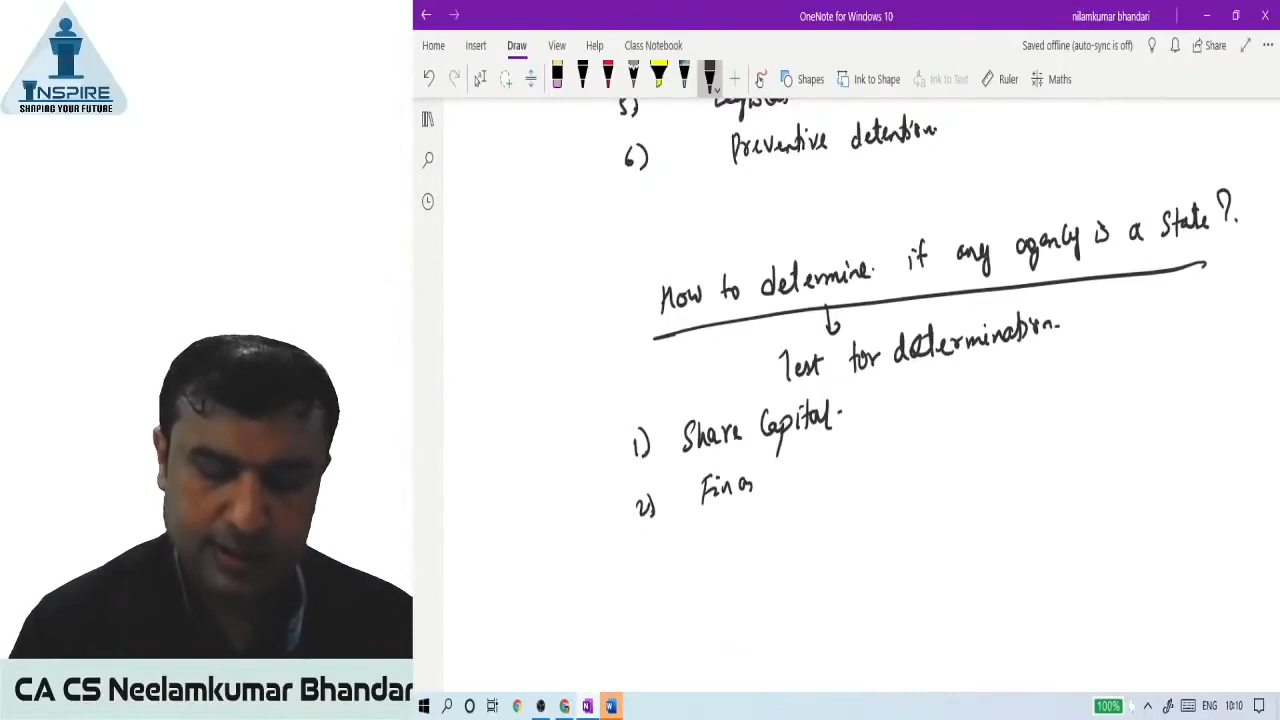 INSPIRE
SHAPING YOUR FUTURE
OneNote for Windows 10
nilamkumar bhandari
Home Insert Draw View Help Class Notebook
Saved offline (auto-sync is off) Share
Shapes Ink to Shape Ink to Text Ruler Maths
5)
6) Preventive detention
How to determine. if any agency is a State?.
Test for determination.
1) Share Capital.
2) Fina
CA CS Neelamkumar Bhandar
100% ENG 18:10